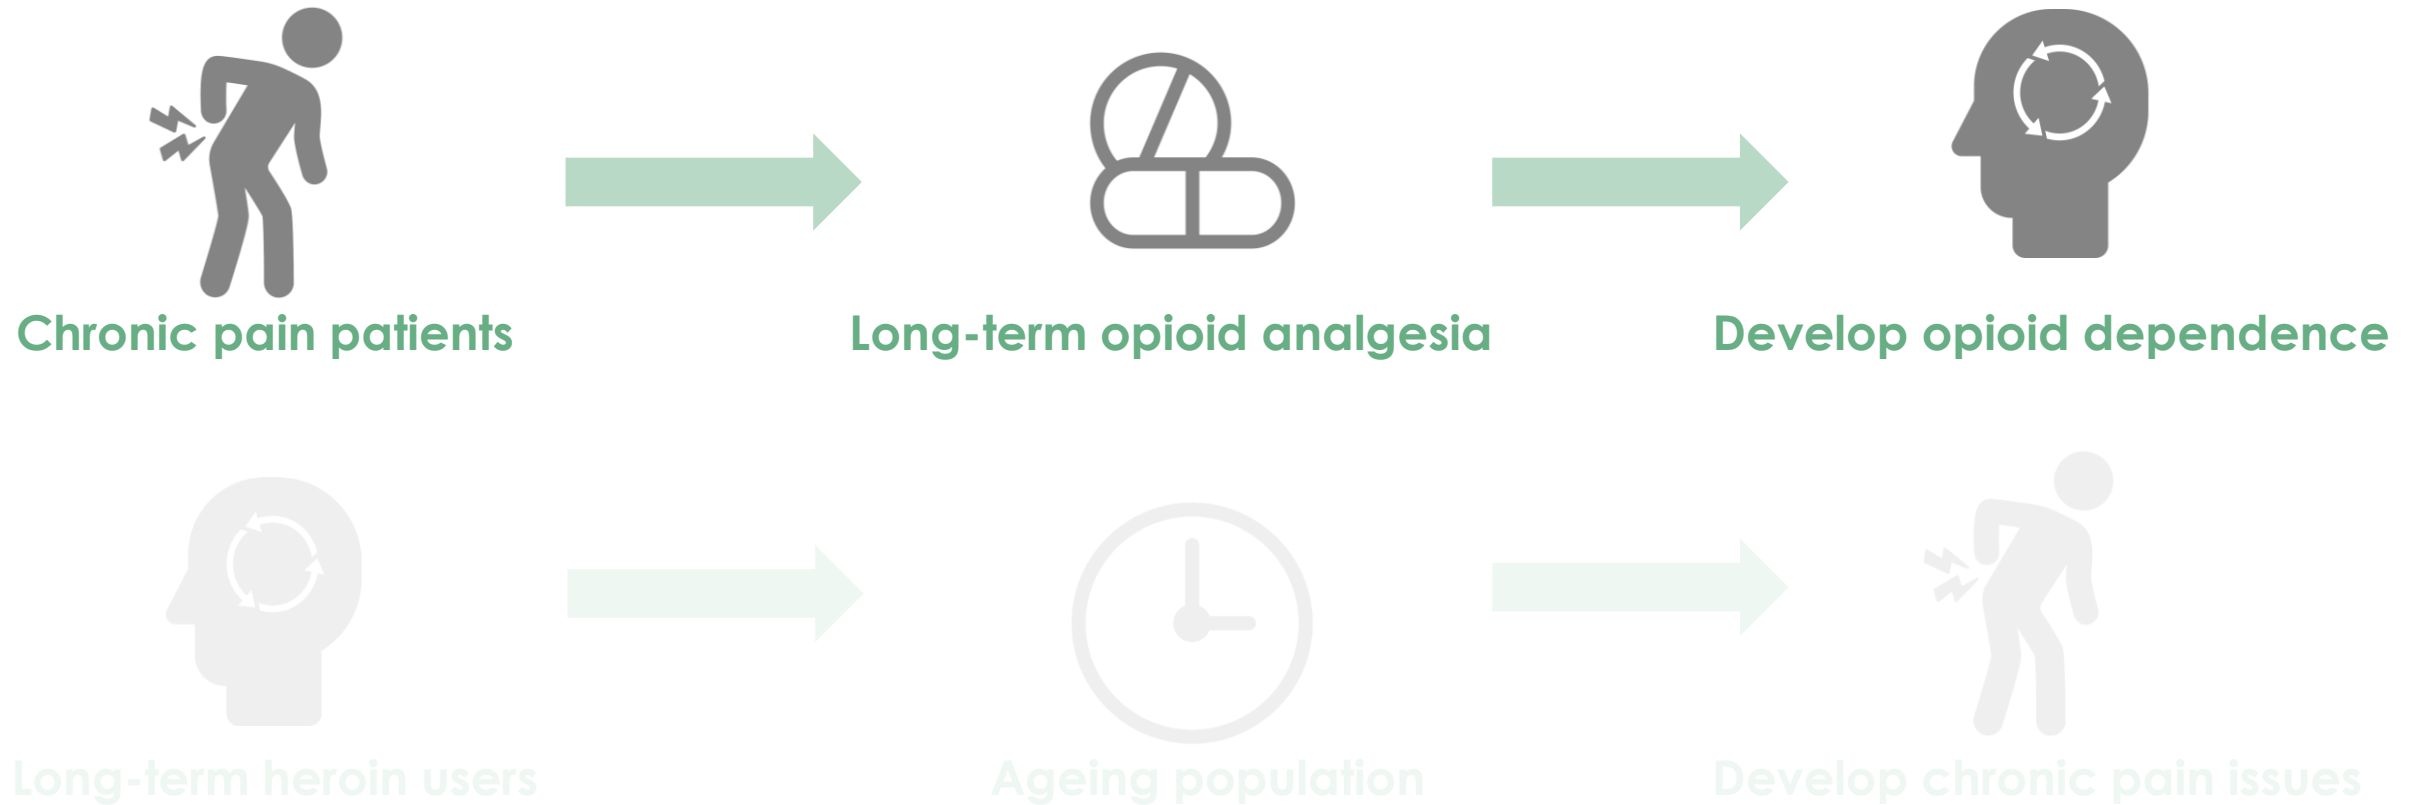 Chronic pain patients
Long-term opioid analgesia
Develop opioid dependence
Long-term heroin users
Ageing population
Develop chronic pain issues